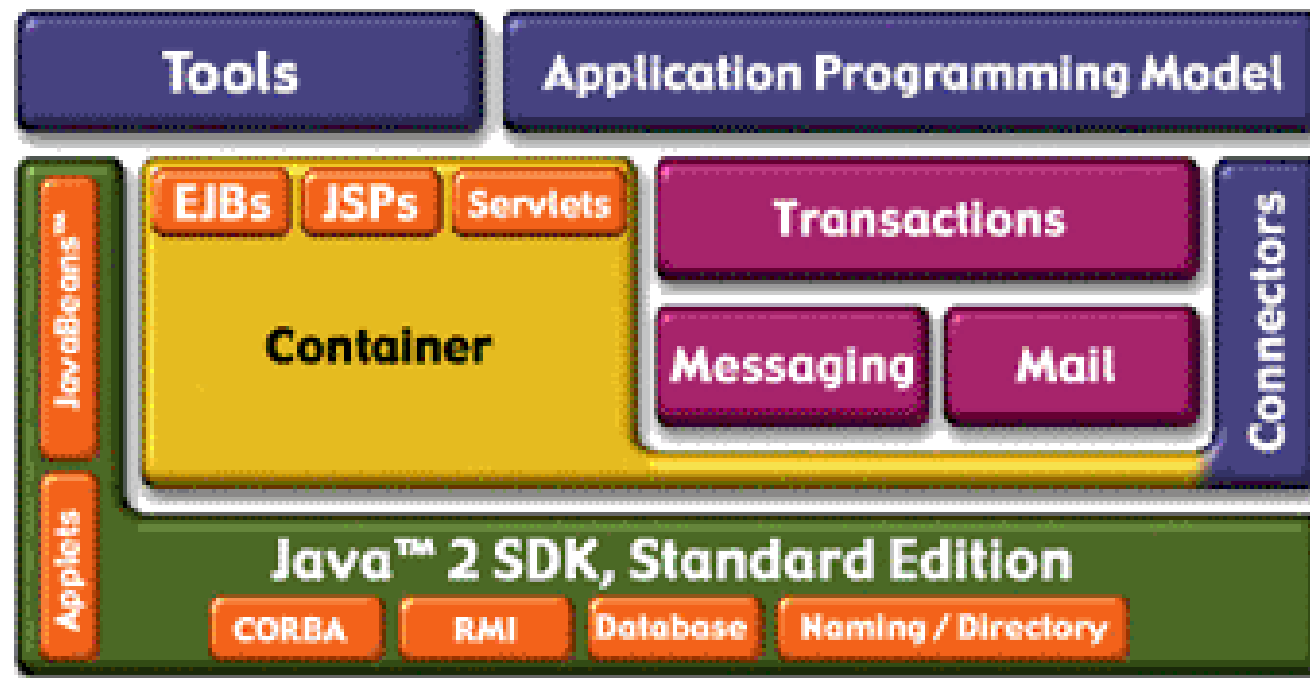 Tools
Application Programming Model
JavaBeans™
EJBs
JSPs
Servlets
Transactions
Connectors
Container
Messaging
Mail
Applets
Java™ 2 SDK, Standard Edition
CORBA
RMI
Database
Naming / Directory